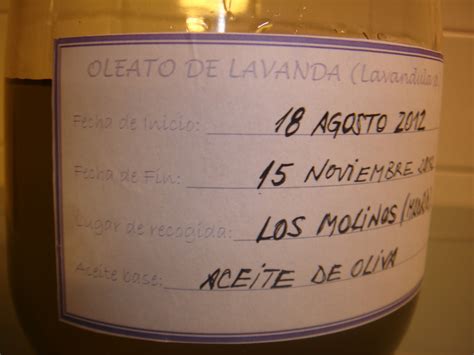 OLEATO DE LAVANDA (Lavandula
Fecha de Inicio: 18 AGOSTO 2012
Fecha de Fin: 15 NOVIEMBRE 2012
Lugar de recogida: LOS MOLINOS
Aceite base: ACEITE DE OLIVA